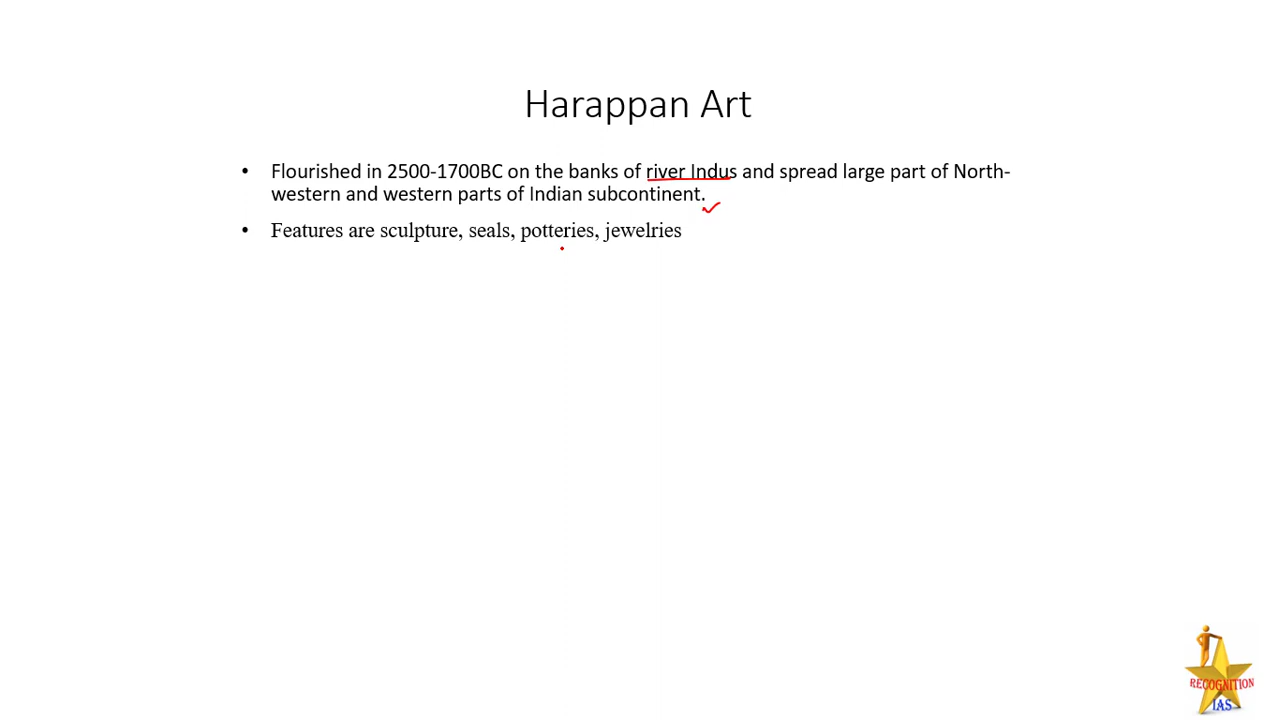 Harappan Art
• Flourished in 2500-1700BC on the banks of river Indus and spread large part of North-
western and western parts of Indian subcontinent.
• Features are sculpture, seals, potteries, jewelries
RECOGNITION
IAS